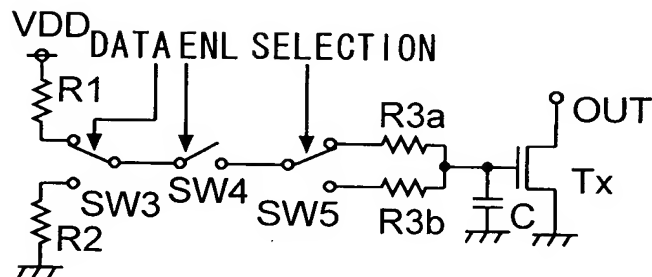 VDD DATA ENL SELECTION
R1
R3a
OUT
SW3
SW4
SW5
Tx
R2
R3b
C